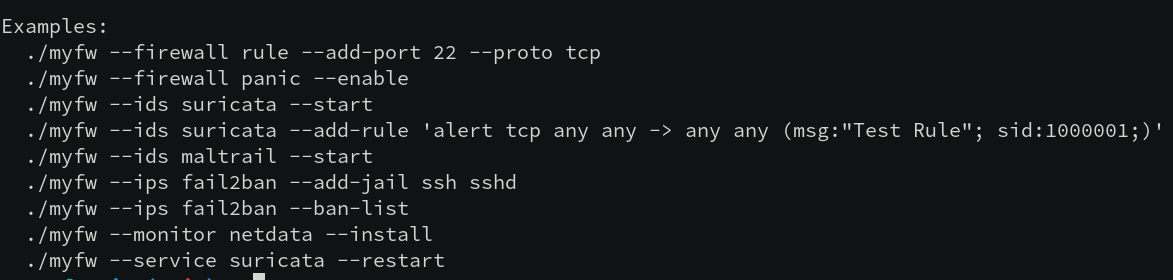 Examples:
./myfw --firewall rule --add-port 22 --proto tcp
./myfw --firewall panic --enable
./myfw --ids suricata --start
./myfw --ids suricata --add-rule 'alert tcp any any -> any any (msg:"Test Rule"; sid:1000001;)'
./myfw --ids maltrail --start
./myfw --ips fail2ban --add-jail ssh sshd
./myfw --ips fail2ban --ban-list
./myfw --monitor netdata --install
./myfw --service suricata --restart